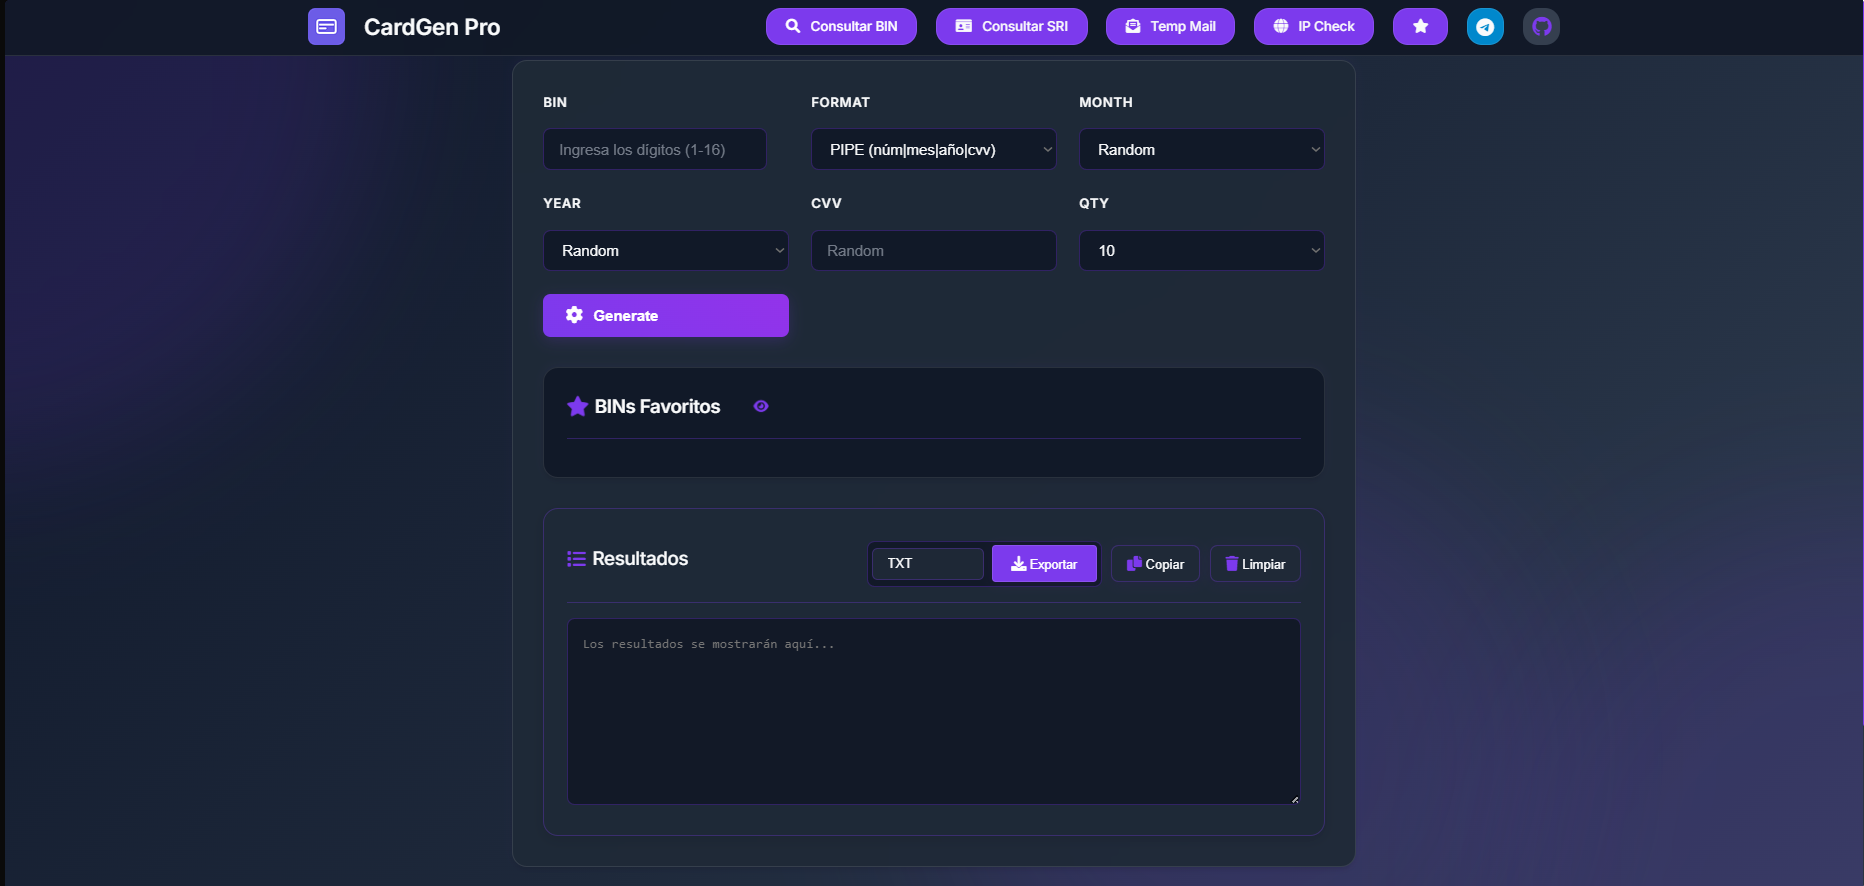 CardGen Pro
Consultar BIN
Consultar SRI
Temp Mail
IP Check
BIN
FORMAT
MONTH
Ingresa los dígitos (1-16)
PIPE (núm|mes|año|cvv)
Random
YEAR
CVV
QTY
Random
Random
10
Generate
BINs Favoritos
Resultados
TXT
Exportar
Copiar
Limpiar
Los resultados se mostrarán aquí...